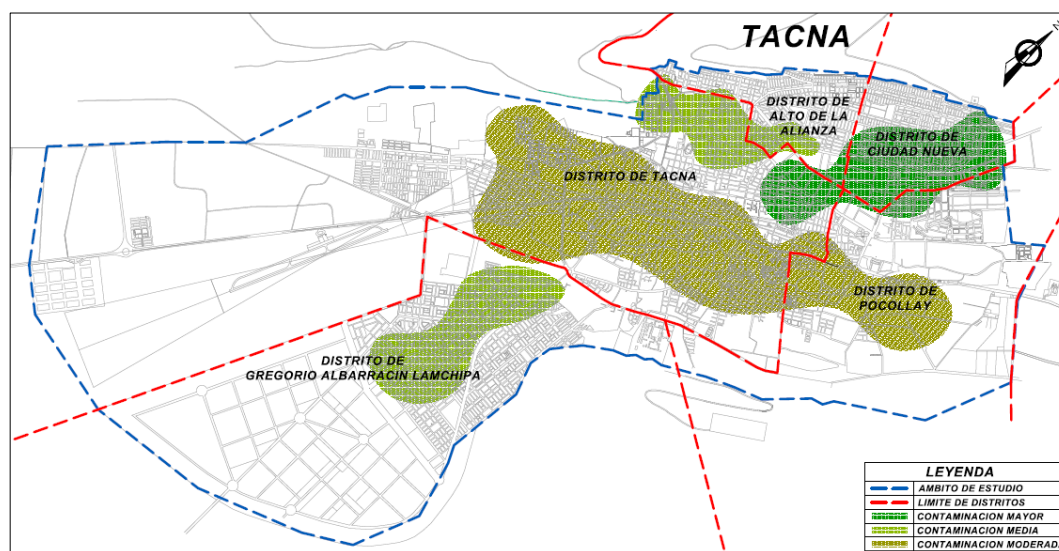 TACNA
N
DISTRITO DE
ALTO DE LA
ALIANZA
DISTRITO DE
CIUDAD NUEVA
DISTRITO DE TACNA
DISTRITO DE
POCOLLAY
DISTRITO DE
GREGORIO ALBARRACIN LAMCHIPA
LEYENDA
AMBITO DE ESTUDIO
LIMITE DE DISTRITOS
CONTAMINACION MAYOR
CONTAMINACION MEDIA
CONTAMINACION MODERAD